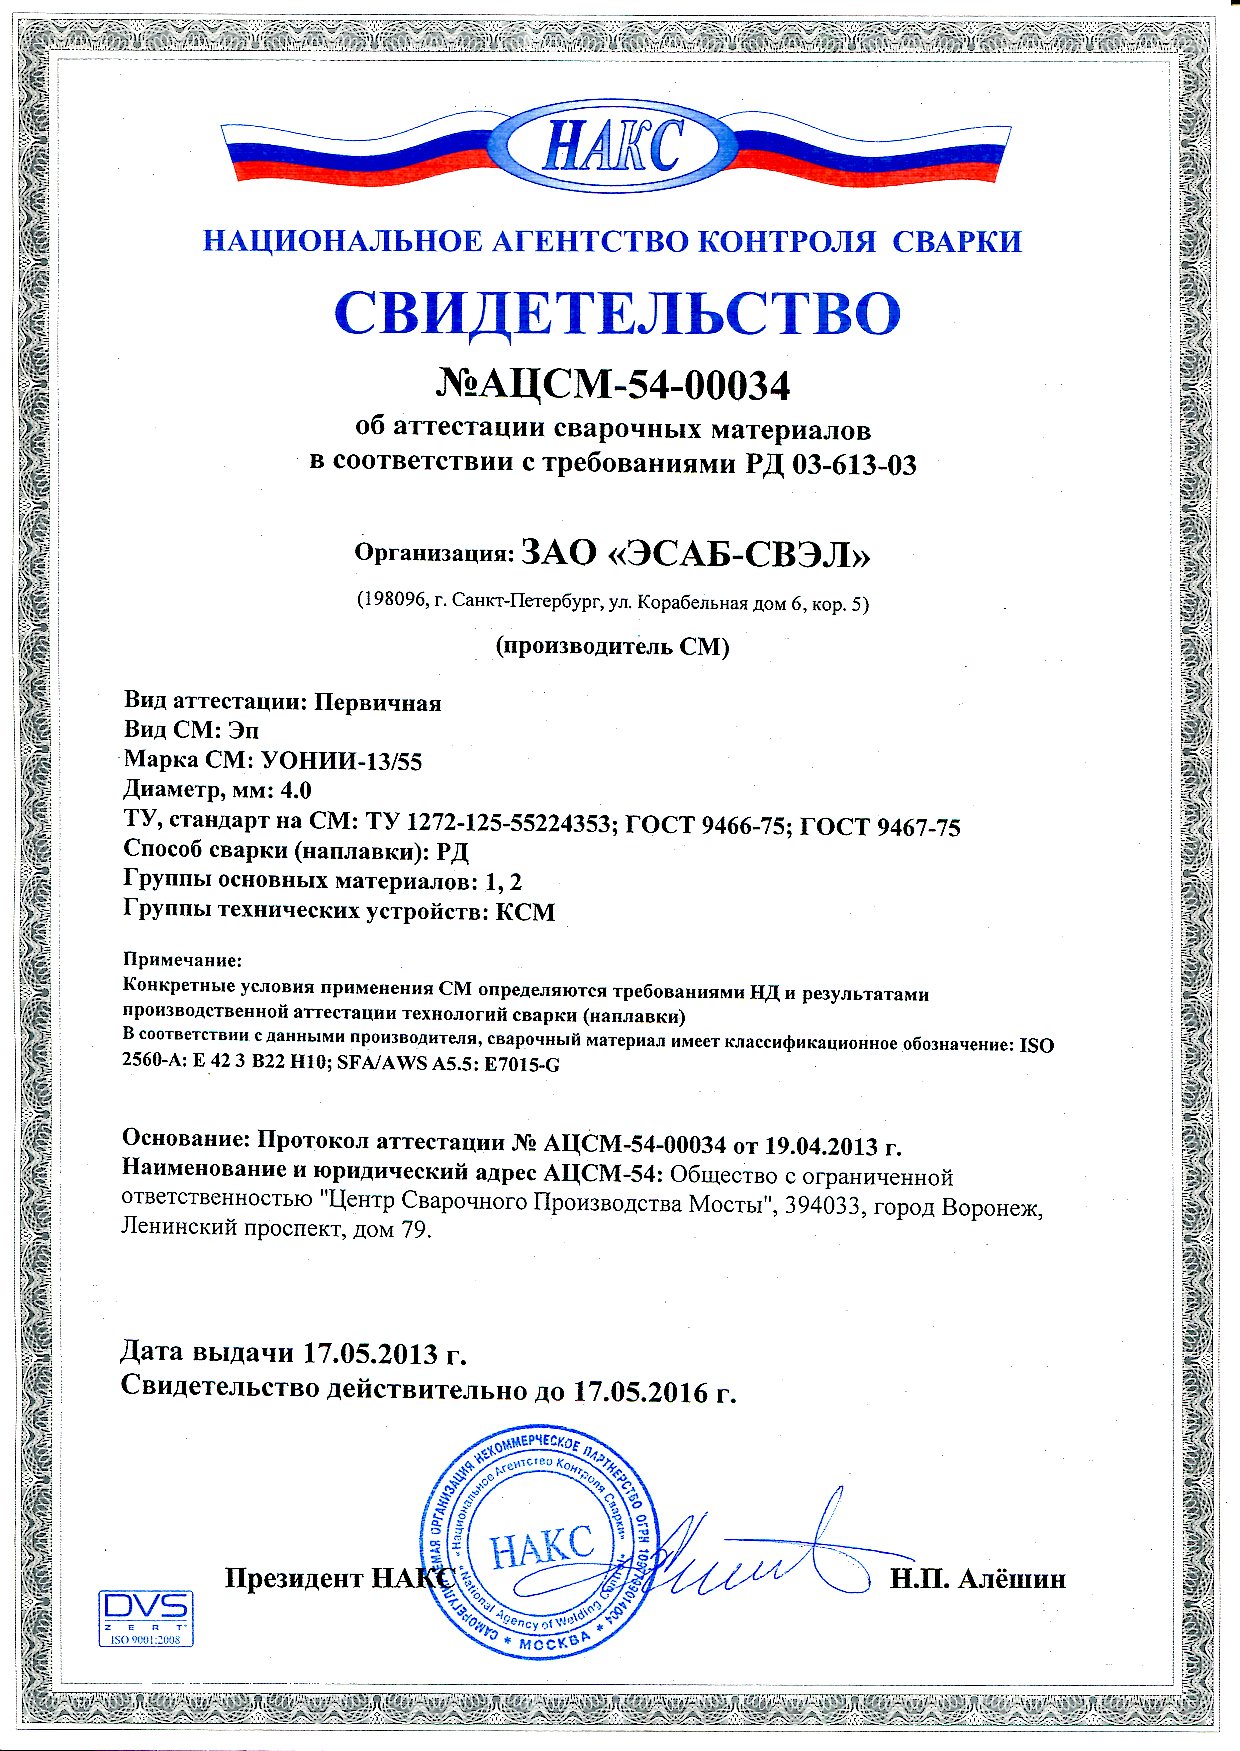 НАКС
НАЦИОНАЛЬНОЕ АГЕНТСТВО КОНТРОЛЯ СВАРКИ
СВИДЕТЕЛЬСТВО
№АЦСМ-54-00034
об аттестации сварочных материалов
в соответствии с требованиями РД 03-613-03
Организация: ЗАО «ЭСАБ-СВЭЛ»
(198096, г. Санкт-Петербург, ул. Корабельная дом 6, кор. 5)
(производитель СМ)
Вид аттестации: Первичная
Вид СМ: Эп
Марка СМ: УОНИИ-13/55
Диаметр, мм: 4.0
ТУ, стандарт на СМ: ТУ 1272-125-55224353; ГОСТ 9466-75; ГОСТ 9467-75
Способ сварки (наплавки): РД
Группы основных материалов: 1, 2
Группы технических устройств: КСМ
Примечание:
Конкретные условия применения СМ определяются требованиями НД и результатами
производственной аттестации технологий сварки (наплавки)
В соответствии с данными производителя, сварочный материал имеет классификационное обозначение: ISO
2560-A: E 42 3 B22 H10; SFA/AWS A5.5: E7015-G
Основание: Протокол аттестации № АЦСМ-54-00034 от 19.04.2013 г.
Наименование и юридический адрес АЦСМ-54: Общество с ограниченной
ответственностью "Центр Сварочного Производства Мосты", 394033, город Воронеж,
Ленинский проспект, дом 79.
Дата выдачи 17.05.2013 г.
Свидетельство действительно до 17.05.2016 г.
САМОРЕГУЛИРУЕМАЯ ОРГАНИЗАЦИЯ НЕКОММЕРЧЕСКОЕ ПАРТНЕРСТВО ОГРН
* МОСКВА *
«Национальное Агентство Контроля Сварки»
"National Agency of Welding Control"
НАКС
Президент НАКС
Н.П. Алёшин
DVS
ZERT
ISO 9001:2008